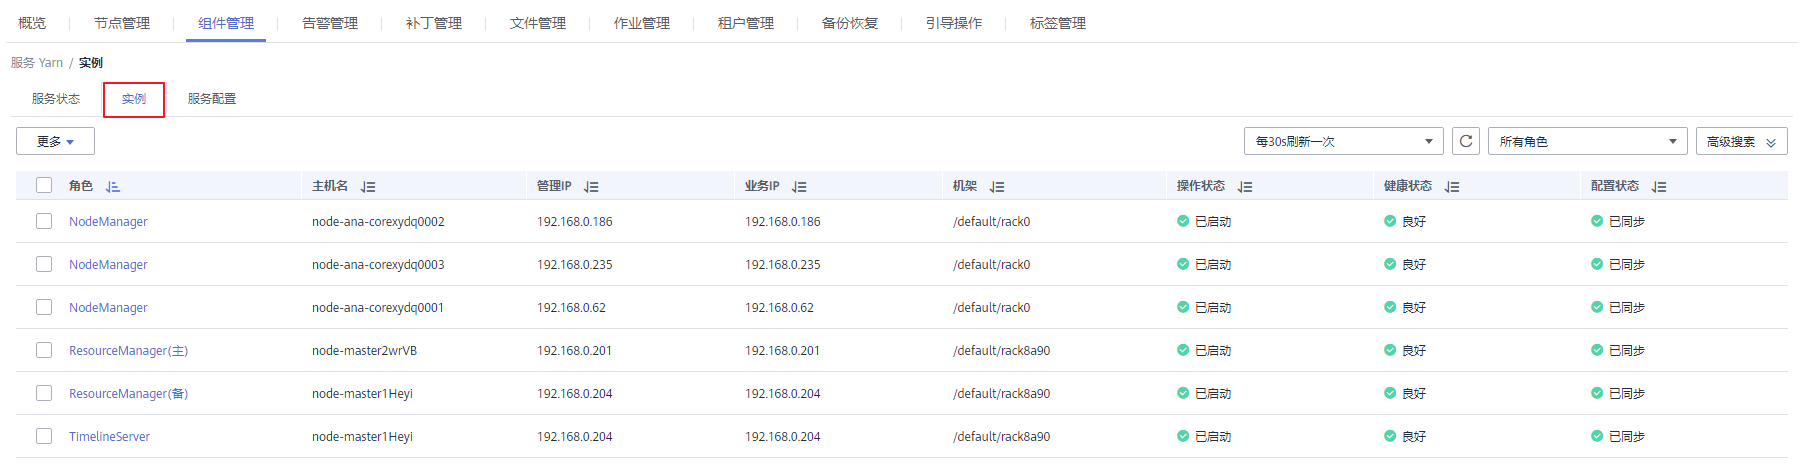 概览 节点管理 组件管理 告警管理 补丁管理 文件管理 作业管理 租户管理 备份恢复 引导操作 标签管理
服务 Yarn / 实例
服务状态 实例 服务配置
更多 每30s刷新一次 所有角色 高级搜索
角色 主机名 管理IP 业务IP 机架 操作状态 健康状态 配置状态
NodeManager node-ana-corexydq0002 192.168.0.186 192.168.0.186 /default/rack0 已启动 良好 已同步
NodeManager node-ana-corexydq0003 192.168.0.235 192.168.0.235 /default/rack0 已启动 良好 已同步
NodeManager node-ana-corexydq0001 192.168.0.62 192.168.0.62 /default/rack0 已启动 良好 已同步
ResourceManager(主) node-master2wrVB 192.168.0.201 192.168.0.201 /default/rack8a90 已启动 良好 已同步
ResourceManager(备) node-master1Heyi 192.168.0.204 192.168.0.204 /default/rack8a90 已启动 良好 已同步
TImelineServer node-master1Heyi 192.168.0.204 192.168.0.204 /default/rack8a90 已启动 良好 已同步